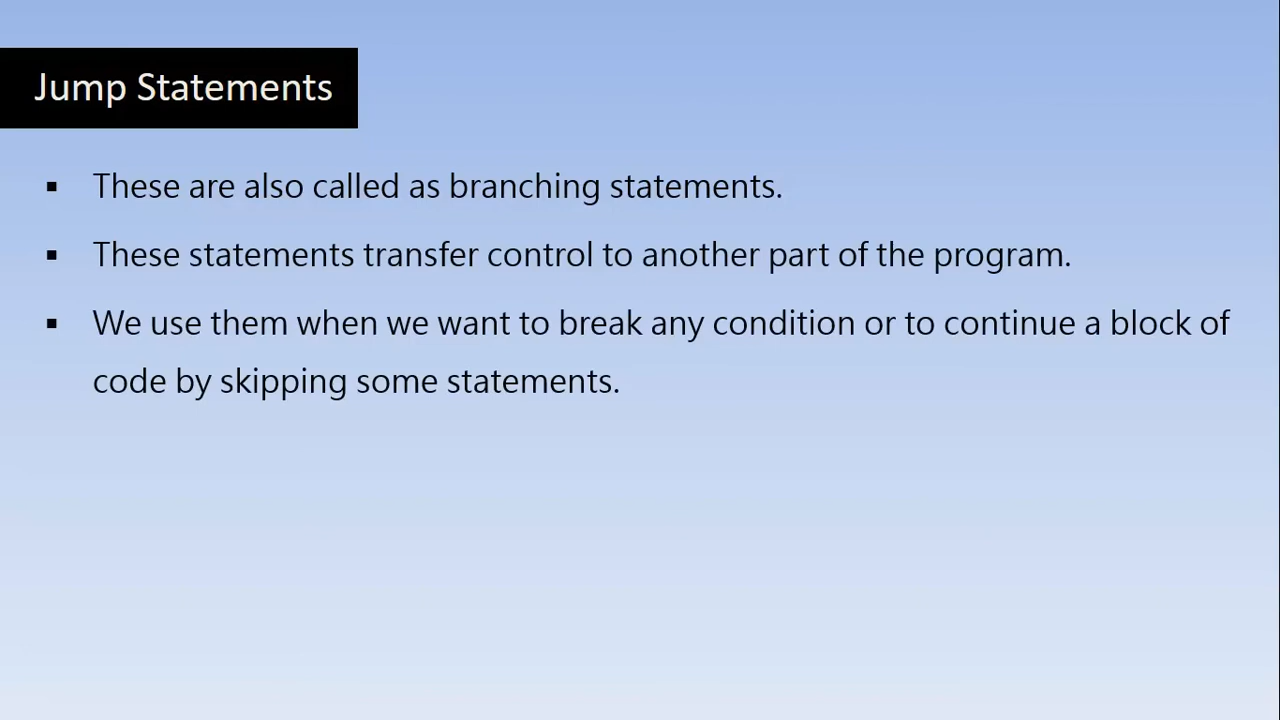 Jump Statements
▪ These are also called as branching statements.
▪ These statements transfer control to another part of the program.
▪ We use them when we want to break any condition or to continue a block of
code by skipping some statements.